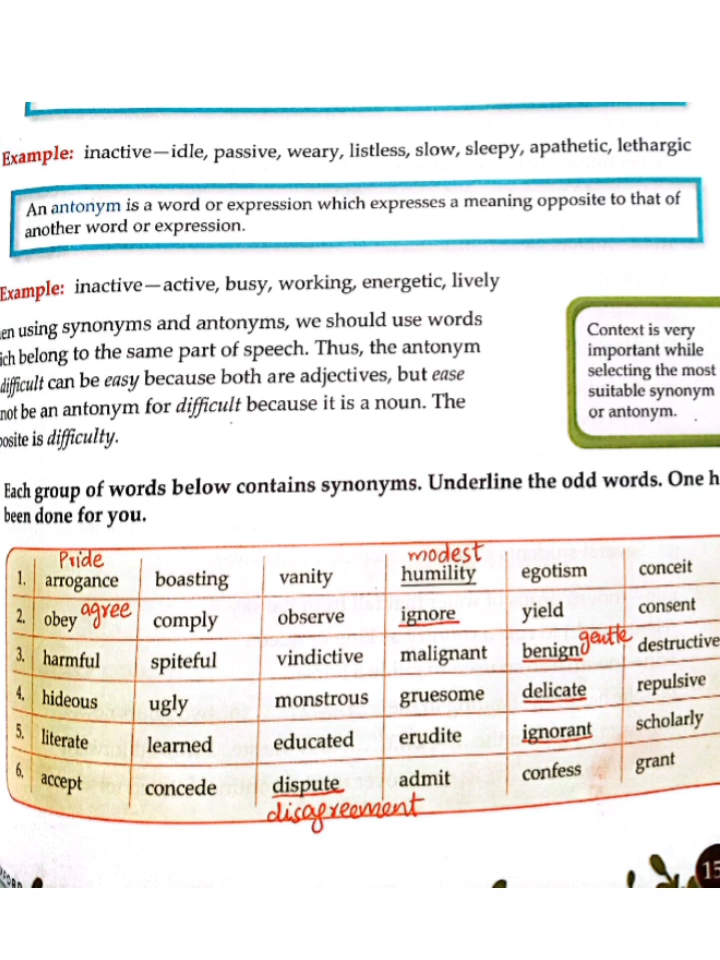 Example: inactive—idle, passive, weary, listless, slow, sleepy, apathetic, lethargic
An antonym is a word or expression which expresses a meaning opposite to that of
another word or expression.
Example: inactive—active, busy, working, energetic, lively
en using synonyms and antonyms, we should use words
ich belong to the same part of speech. Thus, the antonym
difficult can be easy because both are adjectives, but ease
not be an antonym for difficult because it is a noun. The
posite is difficulty.
Context is very
important while
selecting the most
suitable synonym
or antonym.
Each group of words below contains synonyms. Underline the odd words. One h
been done for you.
Pride modest
1. arrogance boasting vanity humility egotism conceit
2. obey agree comply observe ignore yield consent
3. harmful spiteful vindictive malignant benign gentle destructive
4. hideous ugly monstrous gruesome delicate repulsive
5. literate learned educated erudite ignorant scholarly
6. accept concede dispute admit confess grant
disagreement
15